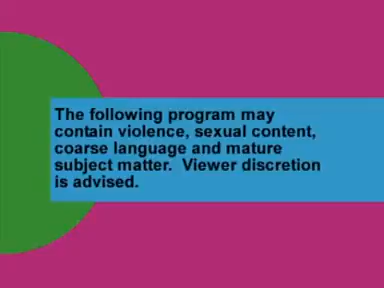 The following program may
contain violence, sexual content,
coarse language and mature
subject matter.  Viewer discretion
is advised.